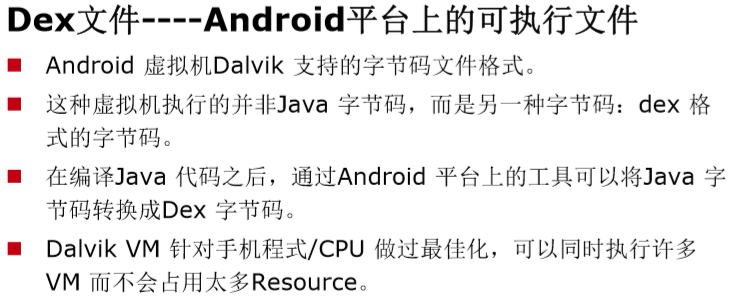 Dex文件----Android平台上的可执行文件
Android 虚拟机Dalvik 支持的字节码文件格式。
这种虚拟机执行的并非Java 字节码，而是另一种字节码：dex 格
式的字节码。
在编译Java 代码之后，通过Android 平台上的工具可以将Java 字
节码转换成Dex 字节码。
Dalvik VM 针对手机程式/CPU 做过最佳化，可以同时执行许多
VM 而不会占用太多Resource。